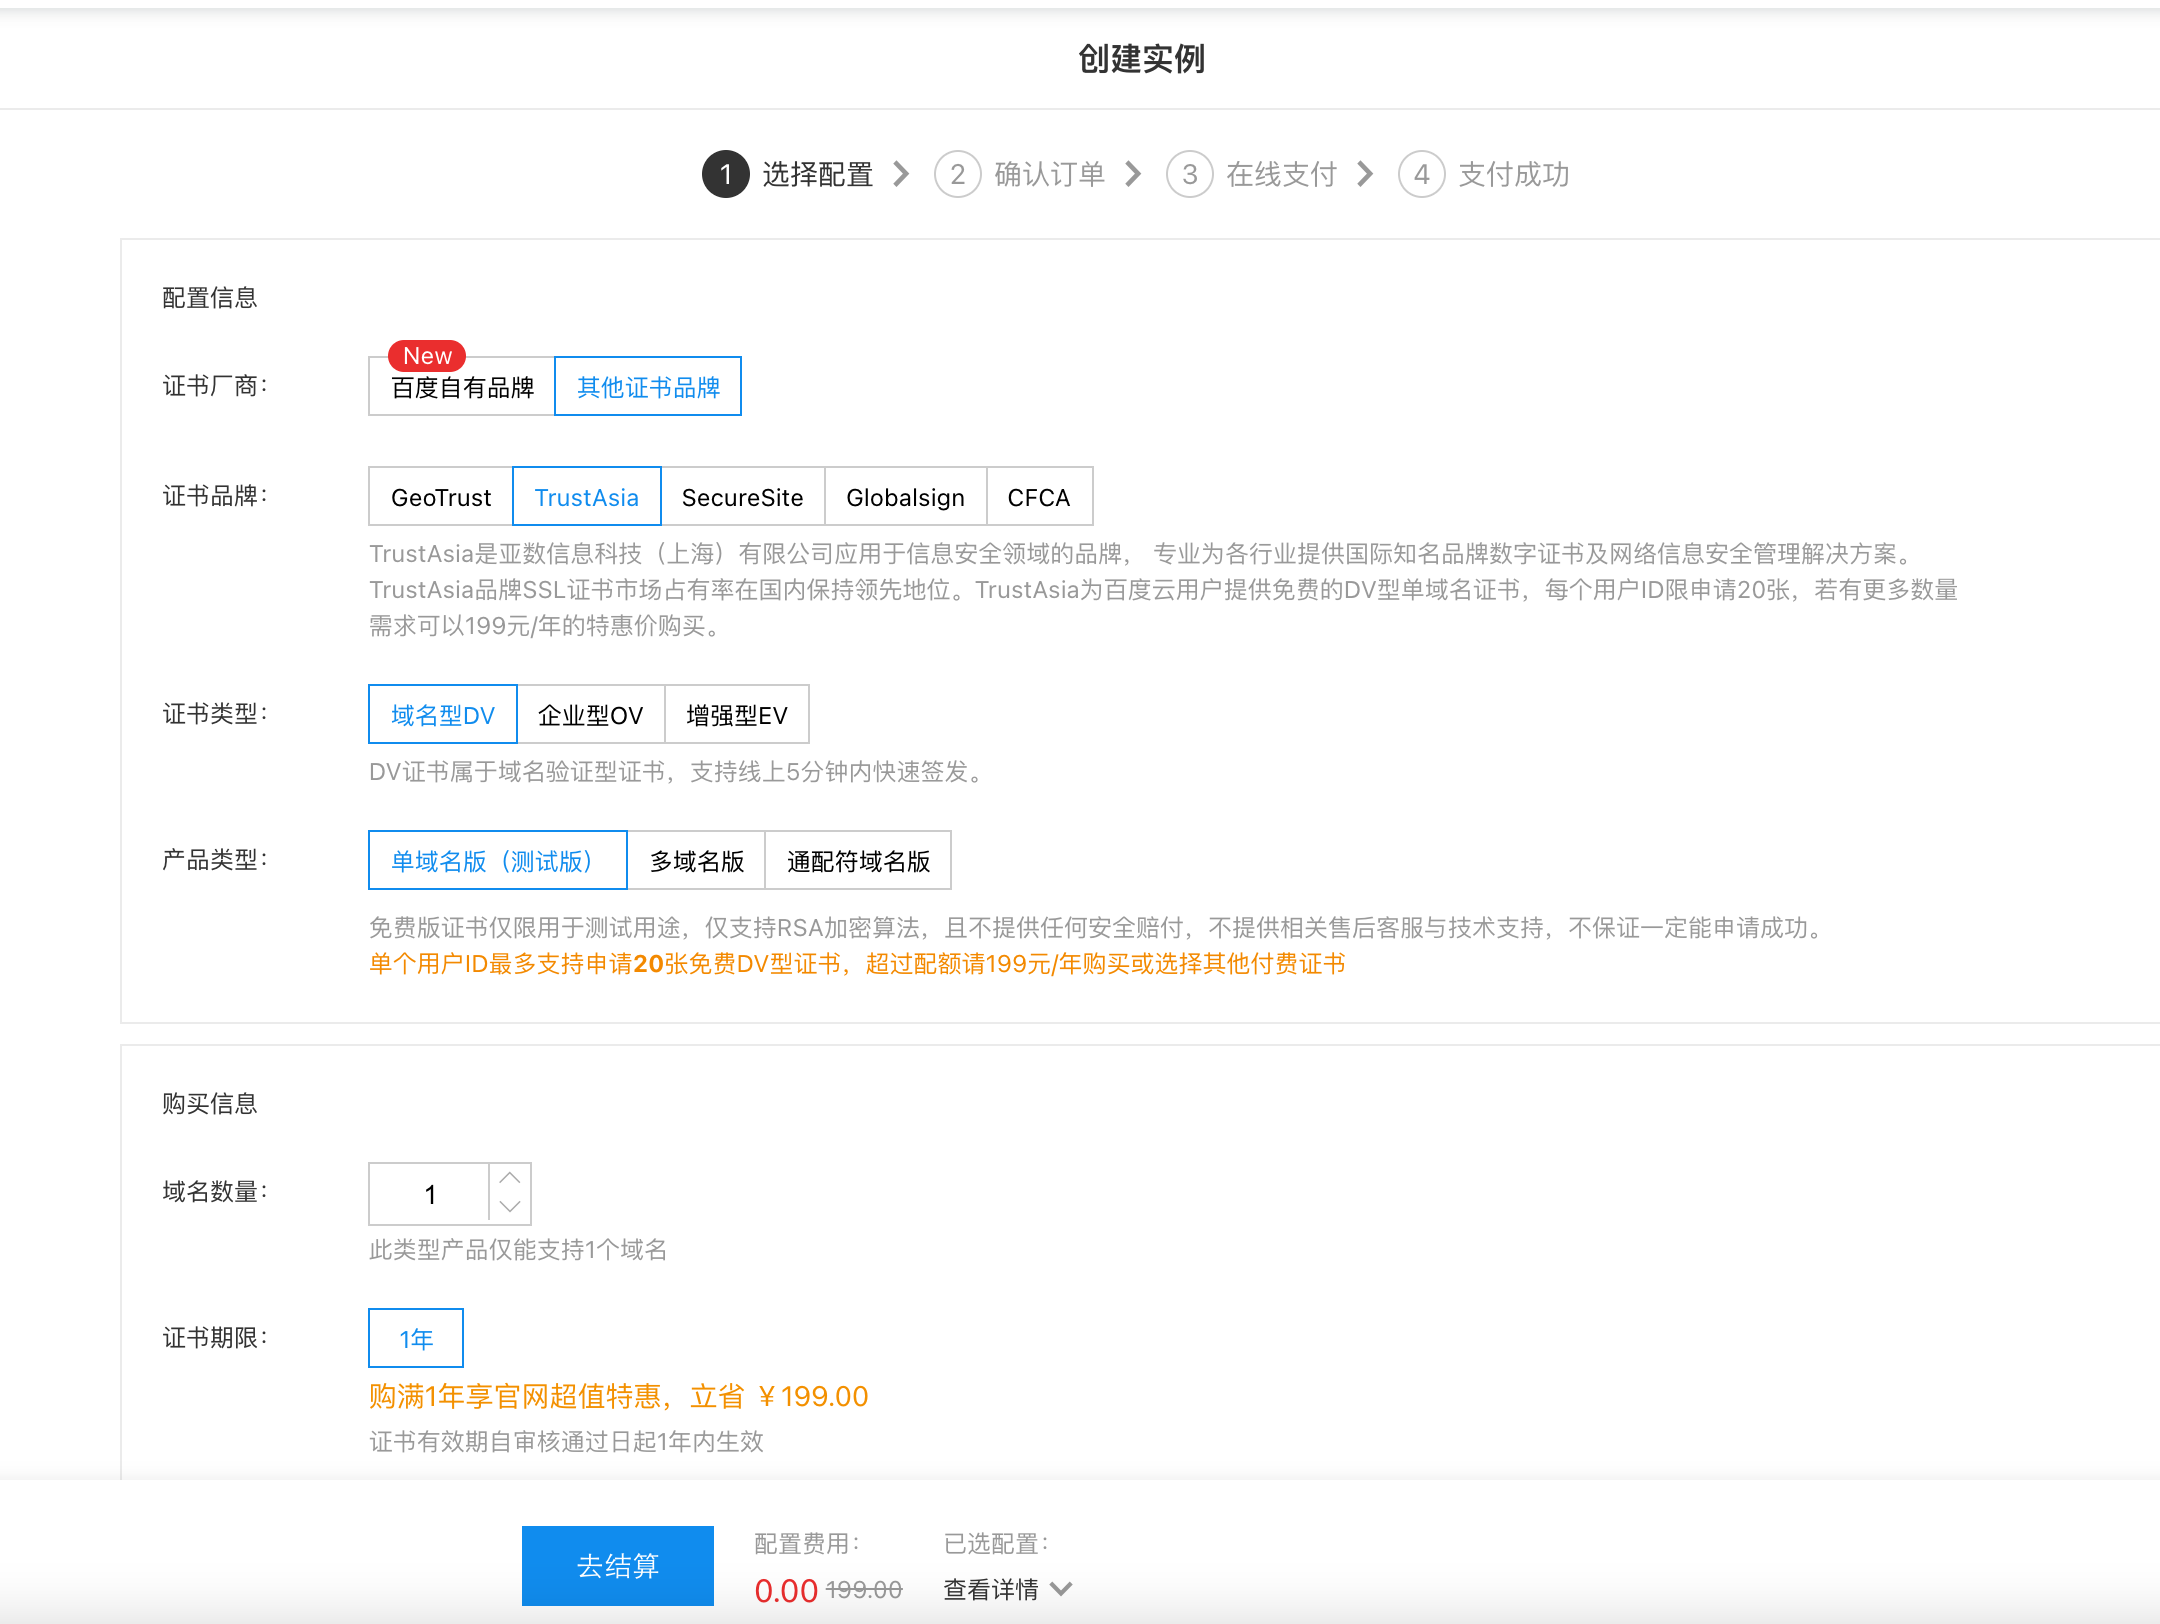 创建实例
1 选择配置 2 确认订单 3 在线支付 4 支付成功
配置信息
New
证书厂商： 百度自有品牌 其他证书品牌
证书品牌： GeoTrust TrustAsia SecureSite Globalsign CFCA
TrustAsia是亚数信息科技（上海）有限公司应用于信息安全领域的品牌， 专业为各行业提供国际知名品牌数字证书及网络信息安全管理解决方案。
TrustAsia品牌SSL证书市场占有率在国内保持领先地位。TrustAsia为百度云用户提供免费的DV型单域名证书，每个用户ID限申请20张，若有更多数量
需求可以199元/年的特惠价购买。
证书类型： 域名型DV 企业型OV 增强型EV
DV证书属于域名验证型证书，支持线上5分钟内快速签发。
产品类型： 单域名版（测试版） 多域名版 通配符域名版
免费版证书仅限用于测试用途，仅支持RSA加密算法，且不提供任何安全赔付，不提供相关售后客服与技术支持，不保证一定能申请成功。
单个用户ID最多支持申请20张免费DV型证书，超过配额请199元/年购买或选择其他付费证书
购买信息
域名数量： 1
此类型产品仅能支持1个域名
证书期限： 1年
购满1年享官网超值特惠，立省 ￥199.00
证书有效期自审核通过日起1年内生效
去结算
配置费用： 已选配置：
0.00 199.00 查看详情